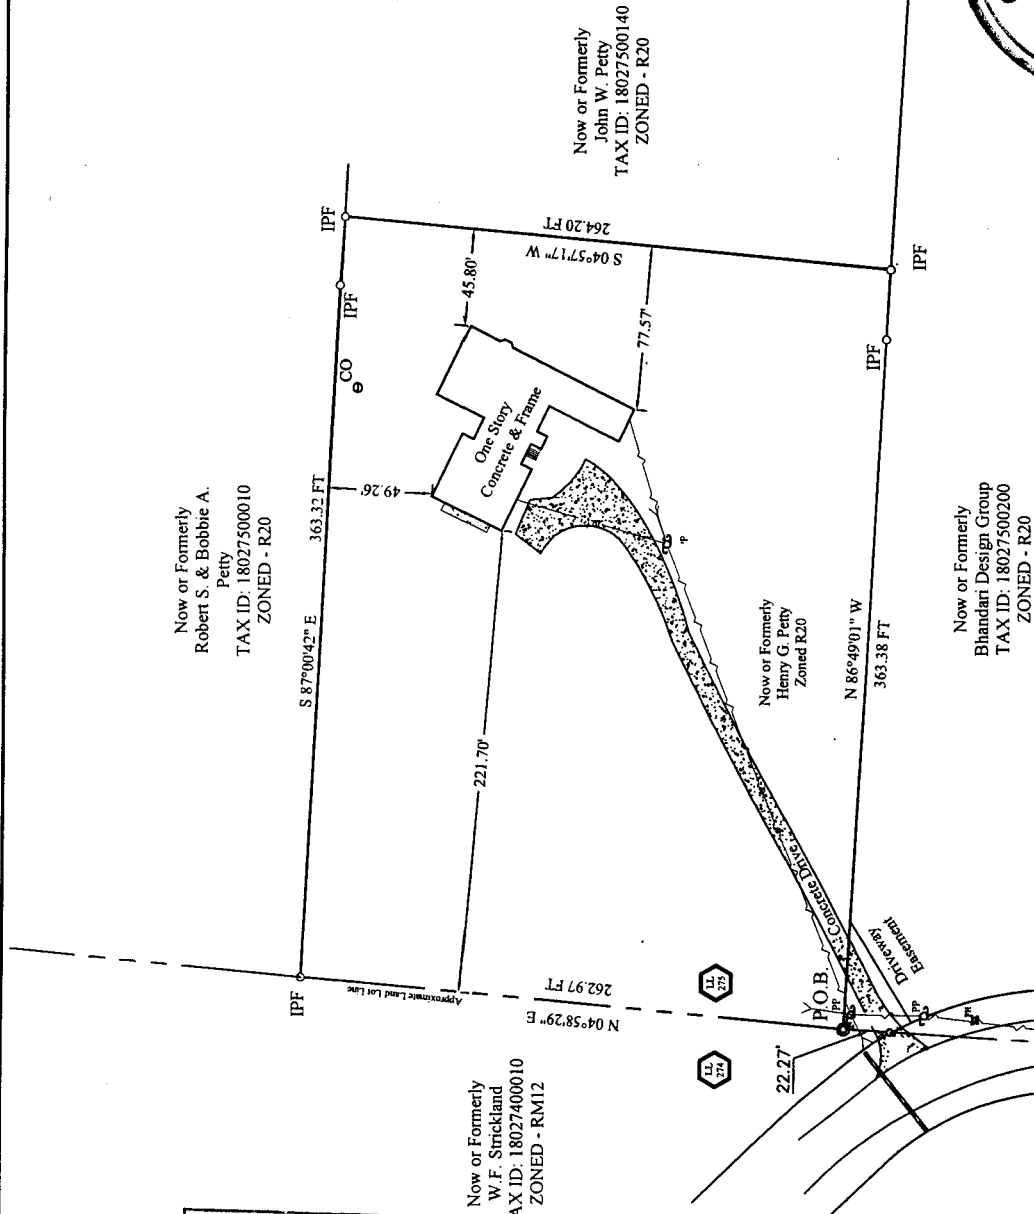 Now or Formerly
John W. Petty
TAX ID: 18027500140
ZONED - R20
IPF
IPF
CO
264.20 FT
S 04°57'17" W
45.80'
77.57'
IPF
IPF
One Story
Concrete & Frame
49.26'
Now or Formerly
Robert S. & Bobbie A.
Petty
TAX ID: 18027500010
ZONED - R20
363.32 FT
S 87°00'42" E
221.70'
P
Now or Formerly
Henry G. Petty
Zoned R20
N 86°49'01" W
363.38 FT
Now or Formerly
Bhandari Design Group
TAX ID: 18027500200
ZONED - R20
Concrete Drive
Driveway
Easement
IPF
Approximate Land Lot Line
262.97 FT
N 04°58'29" E
LL
275
LL
274
P.O.B.
PP
PP
22.27'
Now or Formerly
W.F. Strickland
AX ID: 18027400010
ZONED - RM12